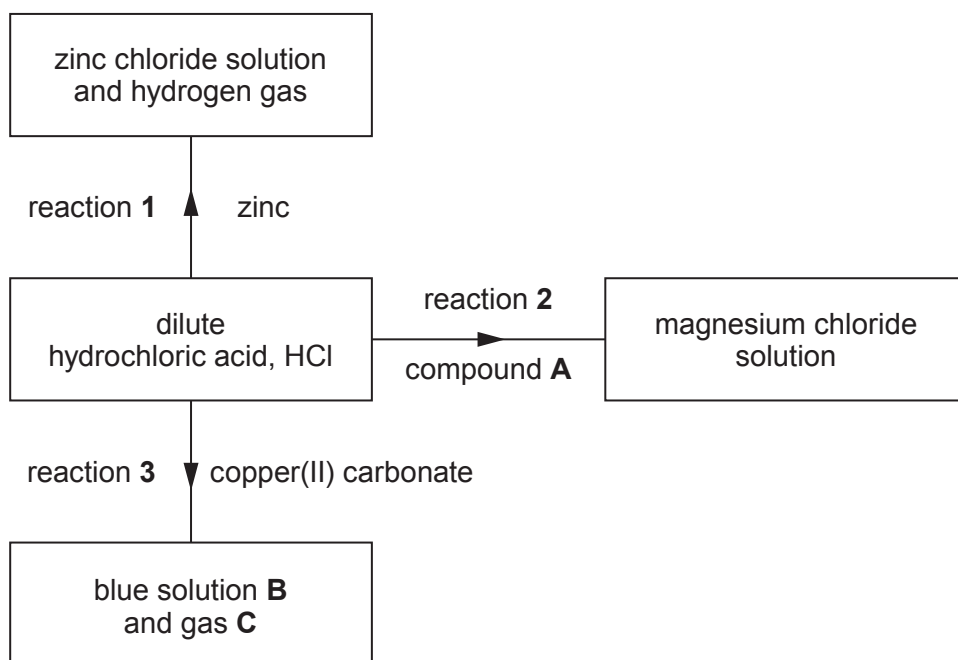 zinc chloride solution
and hydrogen gas
reaction 1 zinc
dilute
hydrochloric acid, HCl
reaction 2
compound A
magnesium chloride
solution
reaction 3 copper(II) carbonate
blue solution B
and gas C